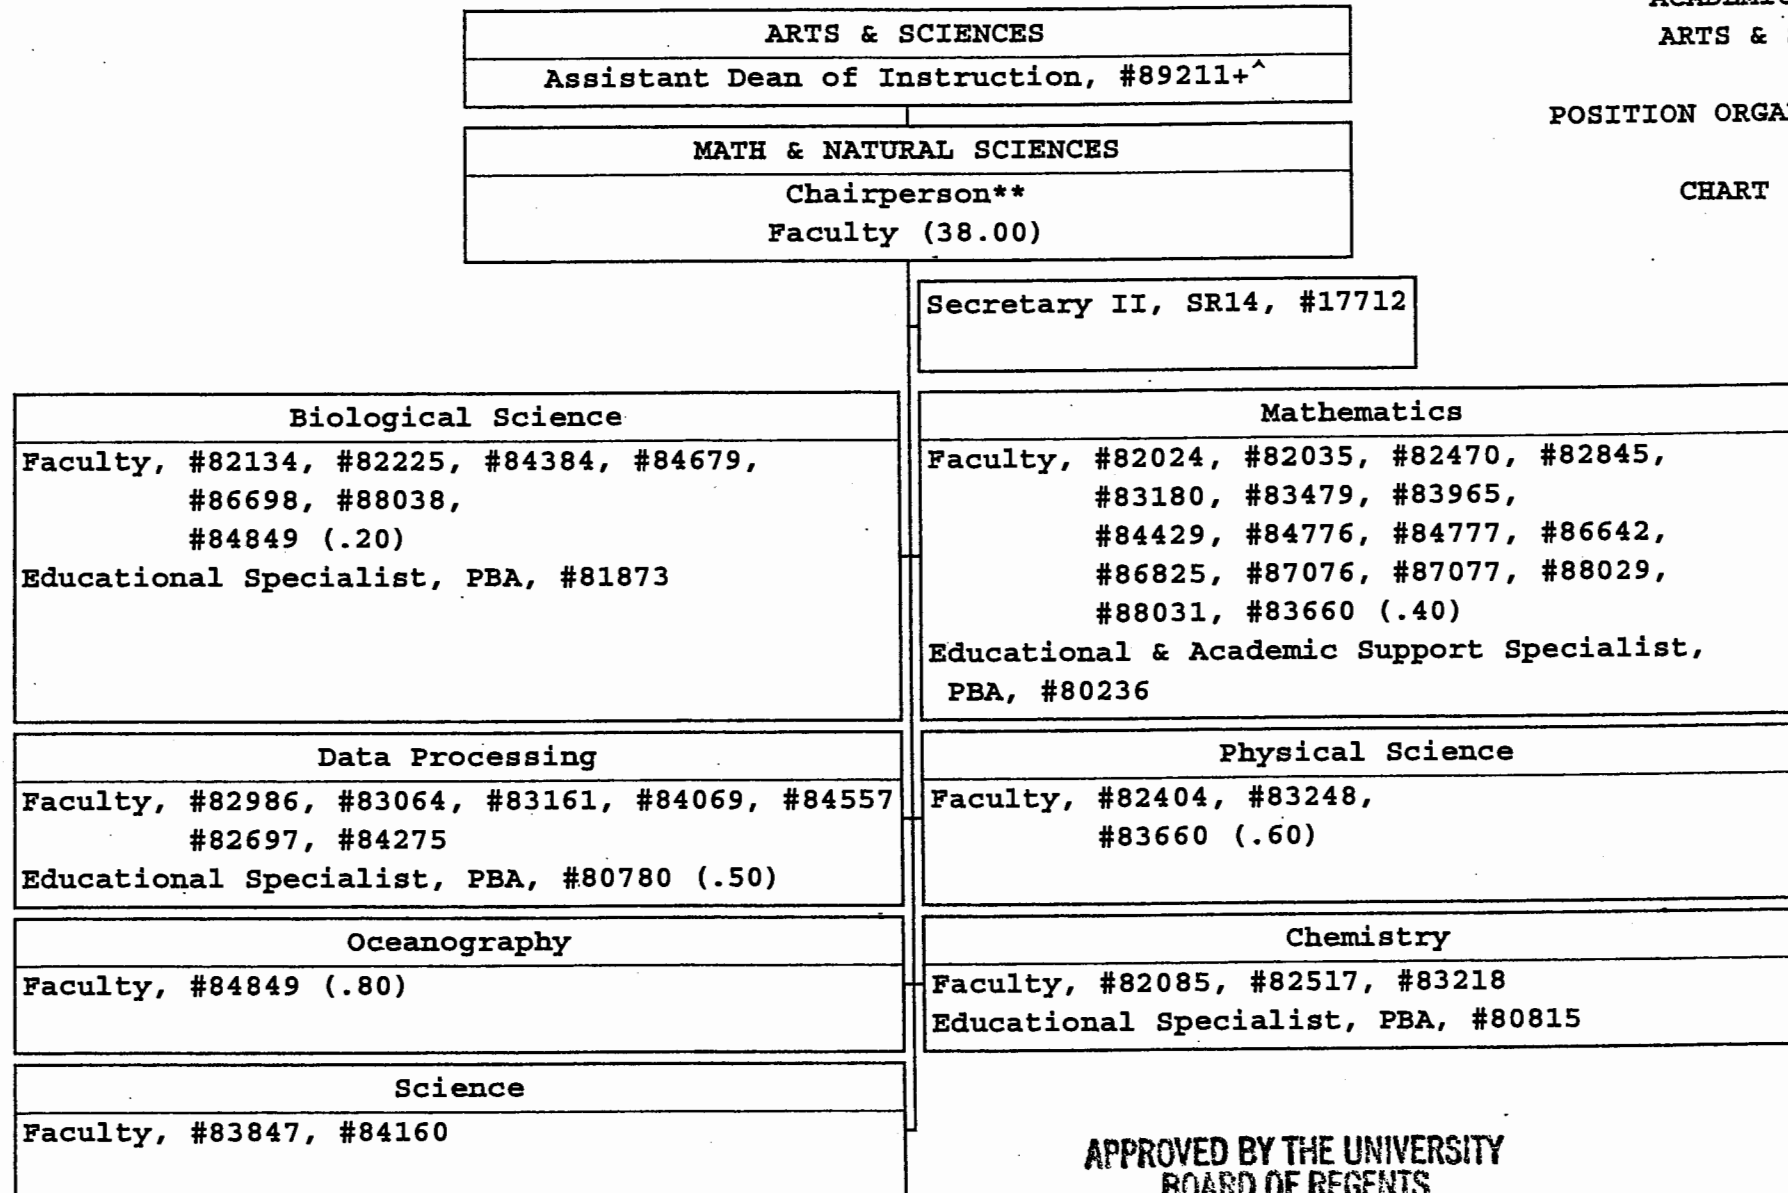 ARTS & SCIENCES
Assistant Dean of Instruction, #89211+^
ACADEMIC
ARTS &
POSITION ORGA
CHART
MATH & NATURAL SCIENCES
Chairperson**
Faculty (38.00)
Secretary II, SR14, #17712
Biological Science
Faculty, #82134, #82225, #84384, #84679,
#86698, #88038,
#84849 (.20)
Educational Specialist, PBA, #81873
Mathematics
Faculty, #82024, #82035, #82470, #82845,
#83180, #83479, #83965,
#84429, #84776, #84777, #86642,
#86825, #87076, #87077, #88029,
#88031, #83660 (.40)
Educational & Academic Support Specialist,
PBA, #80236
Data Processing
Faculty, #82986, #83064, #83161, #84069, #84557
#82697, #84275
Educational Specialist, PBA, #80780 (.50)
Physical Science
Faculty, #82404, #83248,
#83660 (.60)
Oceanography
Faculty, #84849 (.80)
Chemistry
Faculty, #82085, #82517, #83218
Educational Specialist, PBA, #80815
Science
Faculty, #83847, #84160
APPROVED BY THE UNIVERSITY
BOARD OF REGENTS